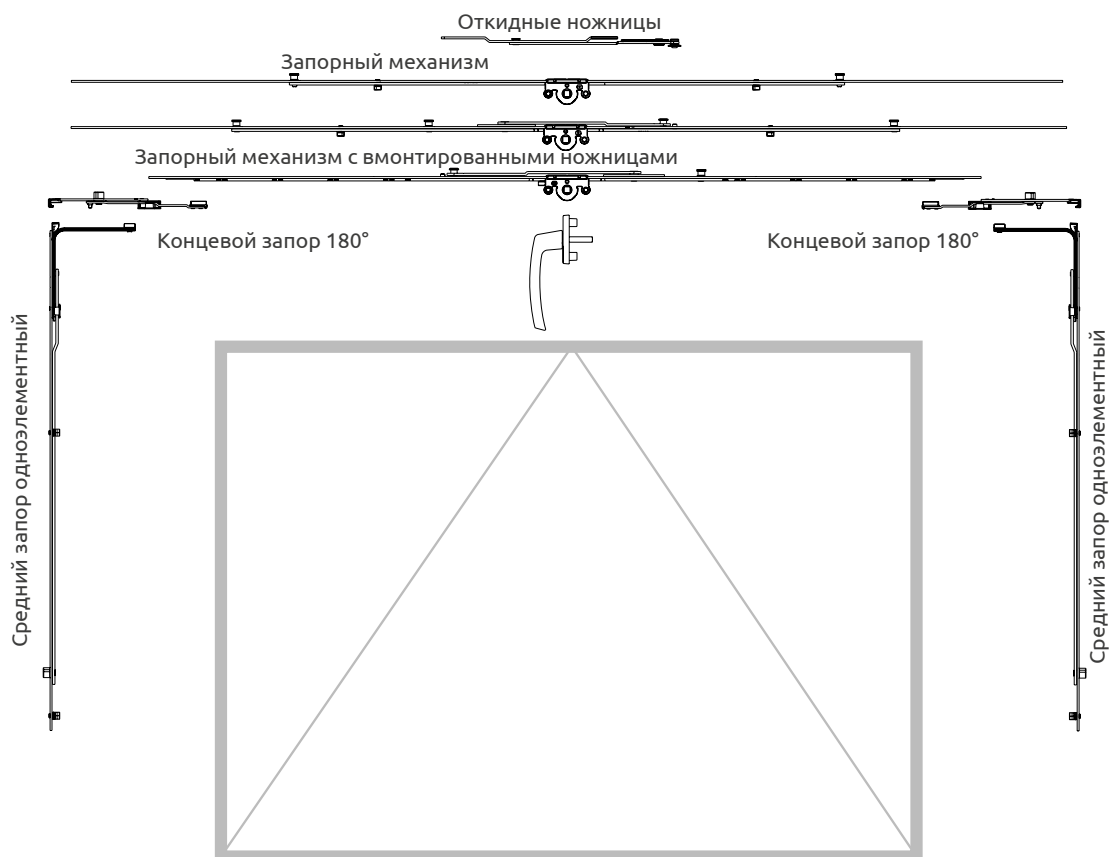 Откидные ножницы
Запорный механизм
Запорный механизм с вмонтированными ножницами
Концевой запор 180°
Концевой запор 180°
Средний запор одноэлементный
Средний запор одноэлементный